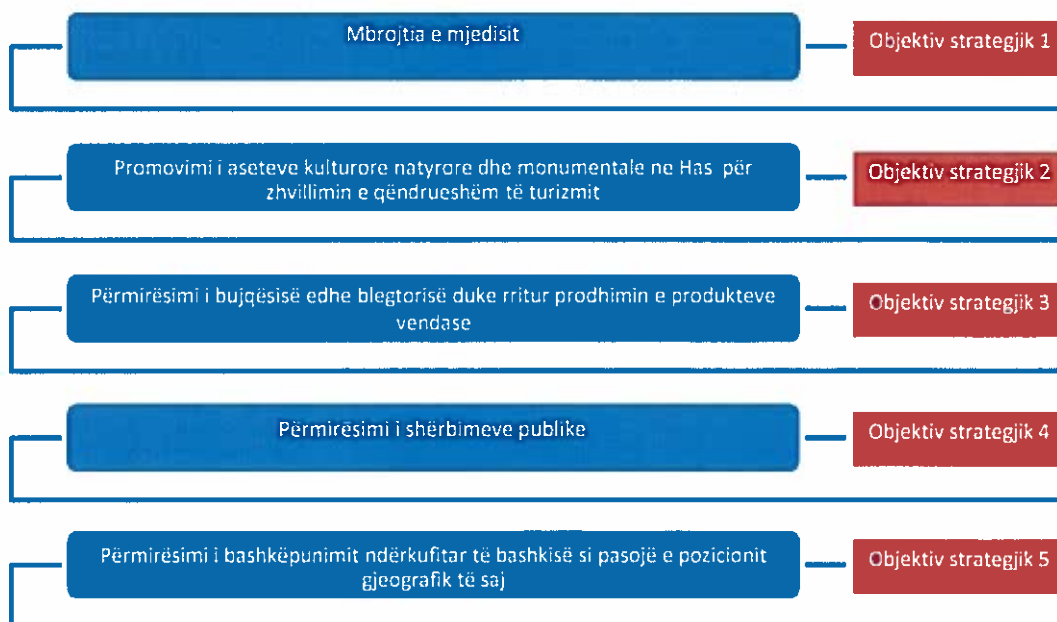 Mbrojtia e mjedisit
Objektiv strategjik 1
Promovimi i aseteve kulturore natyrore dhe monumentale ne Has për
zhvillimin e qëndrueshëm të turizmit
Objektiv strategjik 2
Përmirësimi i bujqësisë edhe blegtorisë duke rritur prodhimin e produkteve
vendase
Objektiv strategjik 3
Përmirësimi i shërbimeve publike
Objektiv strategjik 4
Përmirësimi i bashkëpunimit ndërkufitar të bashkisë si pasojë e pozicionit
gjeografik të saj
Objektiv strategjik 5